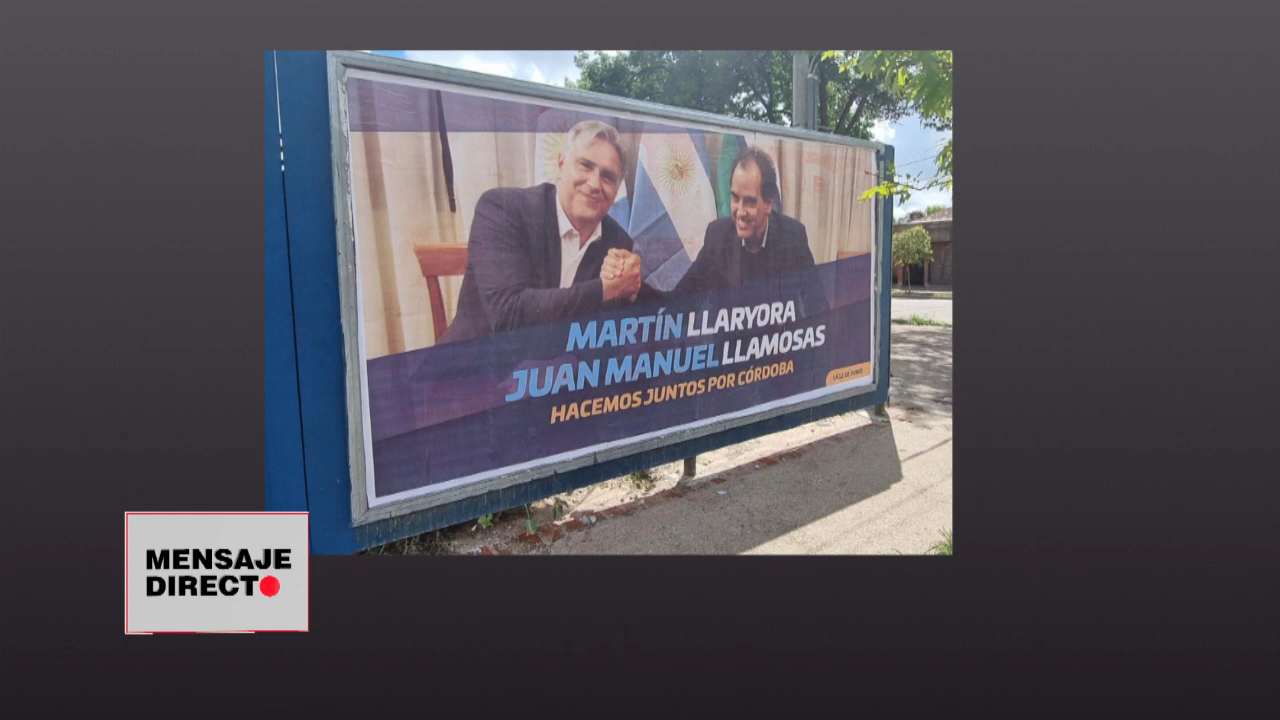 MARTÍN LLARYORA
JUAN MANUEL LLAMOSAS
HACEMOS JUNTOS POR CÓRDOBA
MENSAJE
DIRECTO